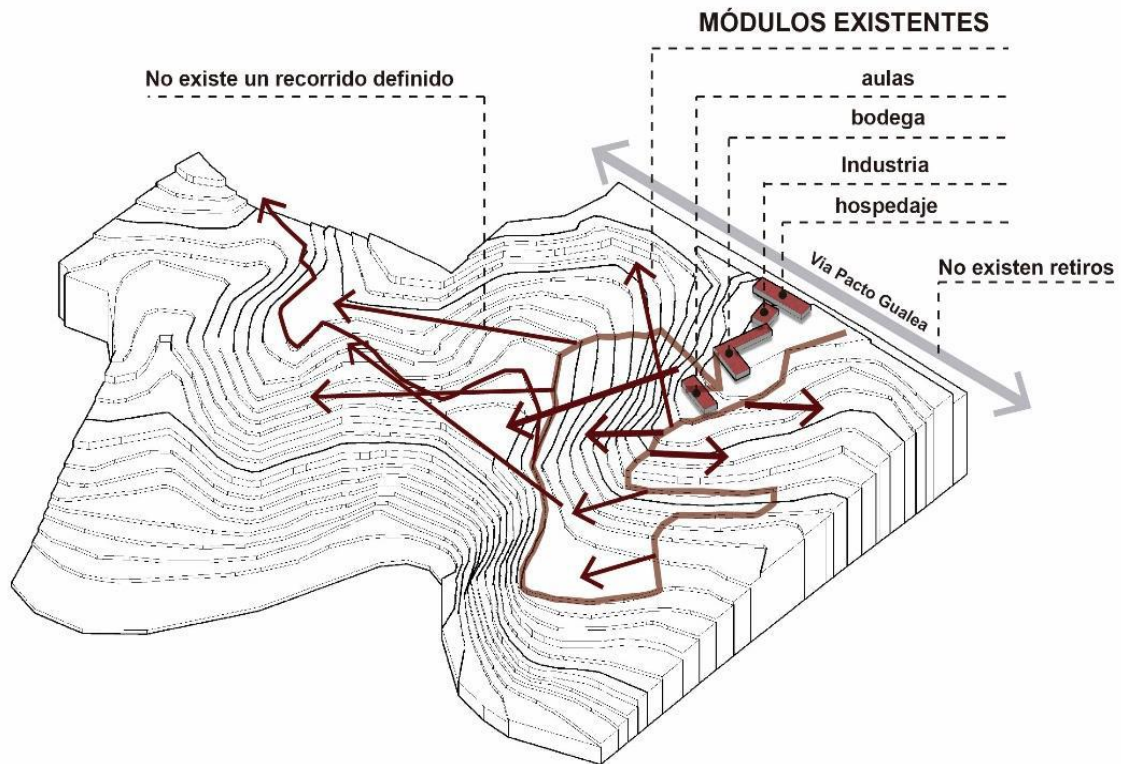 MÓDULOS EXISTENTES
No existe un recorrido definido
aulas
bodega
Industria
hospedaje
Via Pacto Gualea
No existen retiros